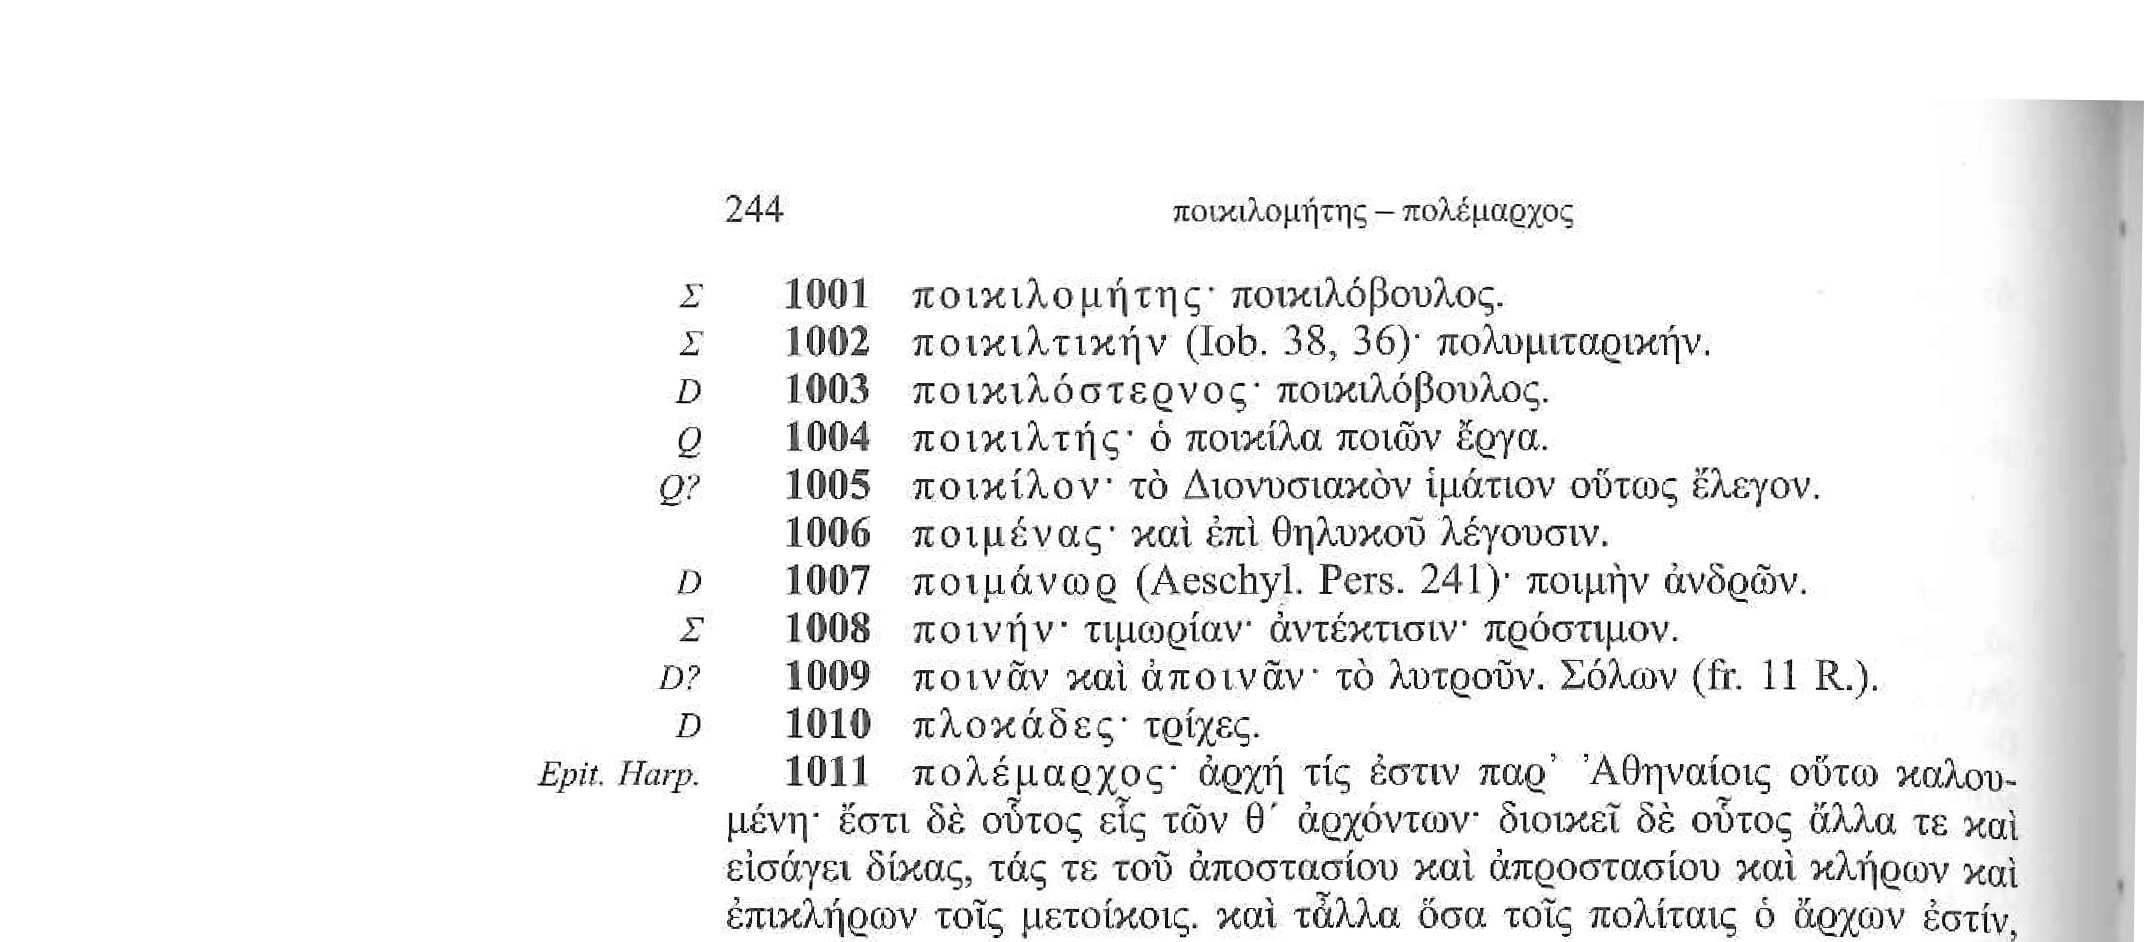 244 ποικιλομήτης – πολέμαρχος
Σ 1001 ποικιλομήτης· ποικιλόβουλος.
Σ 1002 ποικιλτικήν (Iob. 38, 36)· πολυμιταρικήν.
D 1003 ποικιλόστερνος· ποικιλόβουλος.
Q 1004 ποικιλτής· ὁ ποικίλα ποιῶν ἔργα.
Q? 1005 ποικίλον· τὸ Διονυσιακὸν ἱμάτιον οὕτως ἔλεγον.
1006 ποιμένας· καὶ ἐπὶ θηλυκοῦ λέγουσιν.
D 1007 ποιμάνωρ (Aeschyl. Pers. 241)· ποιμὴν ἀνδρῶν.
Σ 1008 ποινήν· τιμωρίαν· ἀντέκτισιν· πρόστιμον.
D? 1009 ποινᾶν καὶ ἀποινᾶν· τὸ λυτροῦν. Σόλων (fr. 11 R.).
D 1010 πλοκάδες· τρίχες.
Epit. Harp. 1011 πολέμαρχος· ἀρχή τίς ἐστιν παρ’ Ἀθηναίοις οὕτω καλου-
μένη· ἔστι δὲ οὗτος εἷς τῶν θ´ ἀρχόντων· διοικεῖ δὲ οὗτος ἄλλα τε καὶ
εἰσάγει δίκας, τάς τε τοῦ ἀποστασίου καὶ ἀπροστασίου καὶ κλήρων καὶ
ἐπικλήρων τοῖς μετοίκοις. καὶ τἆλλα ὅσα τοῖς πολίταις ὁ ἄρχων ἐστίν,